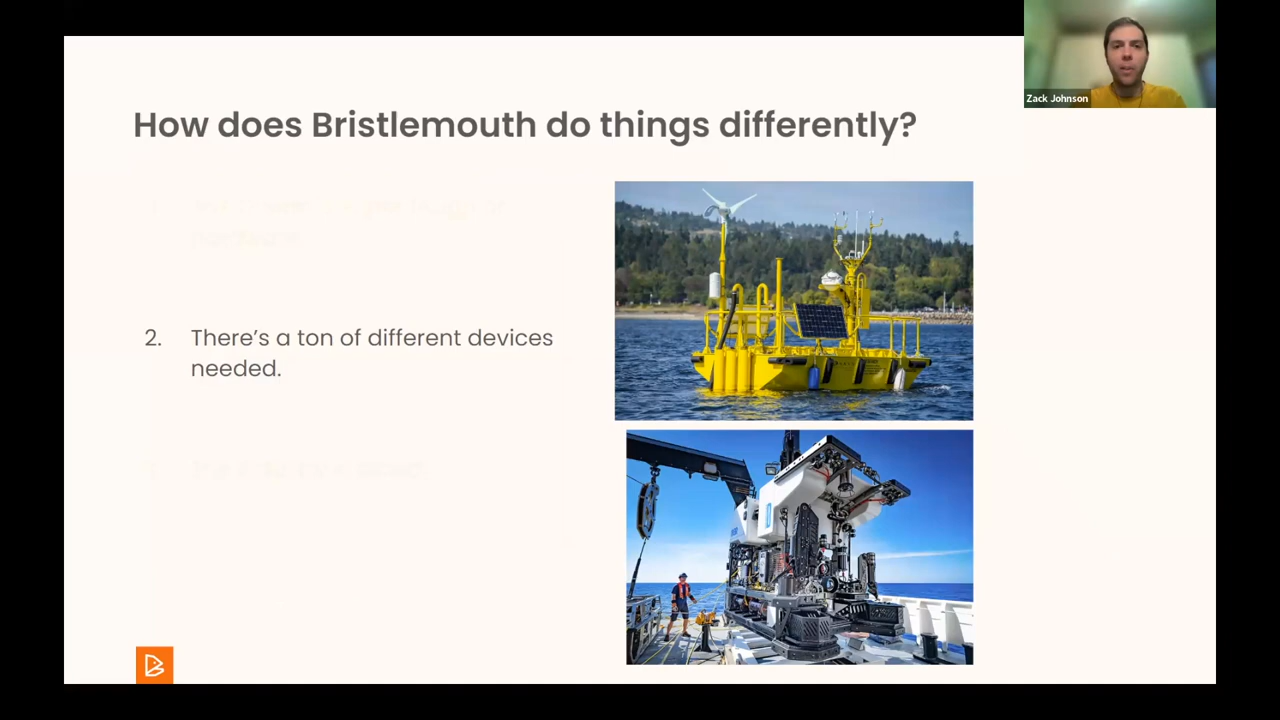 Zack Johnson
How does Bristlemouth do things differently?
2. There's a ton of different devices
needed.